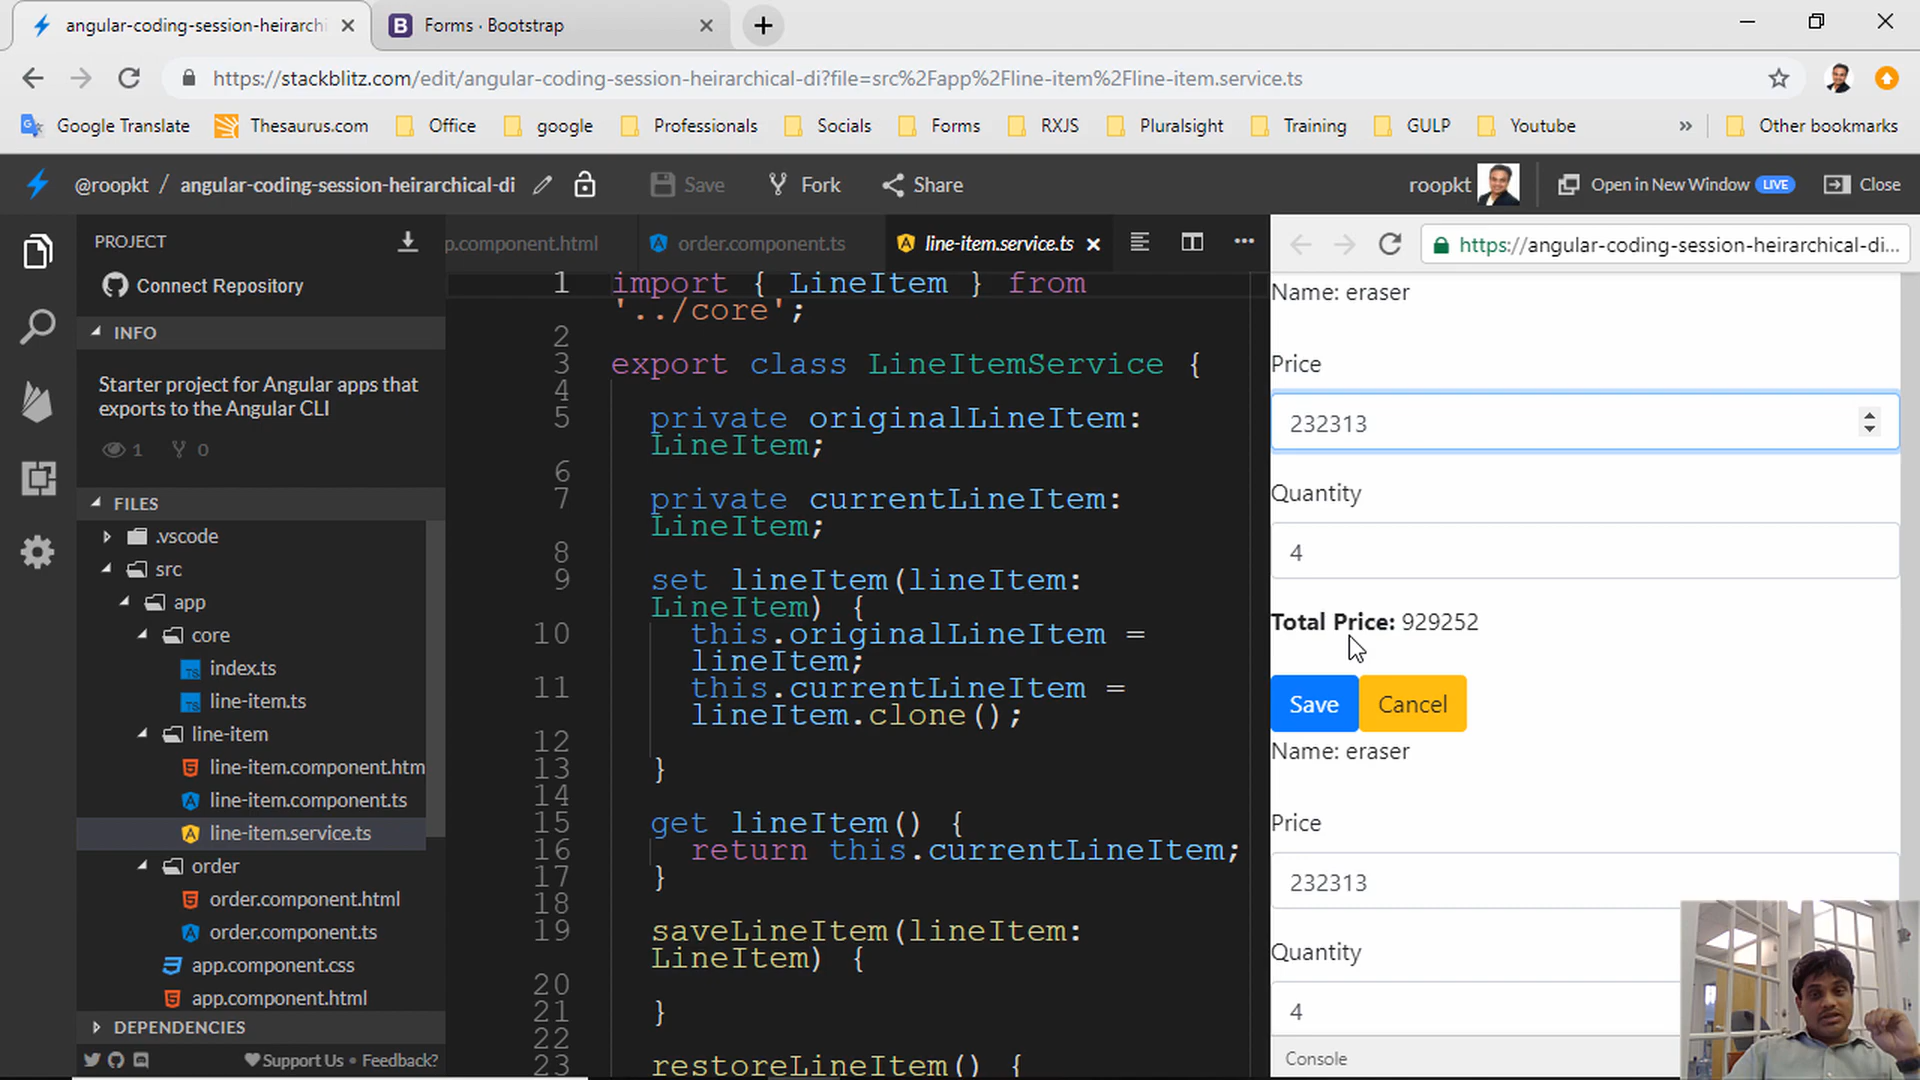 angular-coding-session-heirarchi
Forms · Bootstrap
https://stackblitz.com/edit/angular-coding-session-heirarchical-di?file=src%2Fapp%2Fline-item%2Fline-item.service.ts
Google Translate
Thesaurus.com
Office
google
Professionals
Socials
Forms
RXJS
Pluralsight
Training
GULP
Youtube
»
Other bookmarks
@roopkt / angular-coding-session-heirarchical-di
Save
Fork
Share
roopkt
Open in New Window LIVE
Close
PROJECT
Connect Repository
INFO
Starter project for Angular apps that
exports to the Angular CLI
1
0
FILES
.vscode
src
app
core
index.ts
line-item.ts
line-item
line-item.component.htm
line-item.component.ts
line-item.service.ts
order
order.component.html
order.component.ts
app.component.css
app.component.html
DEPENDENCIES
Support Us • Feedback?
p.component.html
order.component.ts
line-item.service.ts
1 import { LineItem } from
'../core';
2
3 export class LineItemService {
4
5 private originalLineItem:
LineItem;
6
7 private currentLineItem:
LineItem;
8
9 set lineItem(lineItem:
LineItem) {
10 this.originalLineItem =
lineItem;
11 this.currentLineItem =
lineItem.clone();
12
13 }
14
15 get lineItem() {
16 return this.currentLineItem;
17 }
18
19 saveLineItem(lineItem:
LineItem) {
20
21 }
22
23 restoreLineItem() {
https://angular-coding-session-heirarchical-di...
Name: eraser
Price
232313
Quantity
4
Total Price: 929252
Save
Cancel
Name: eraser
Price
232313
Quantity
4
Console